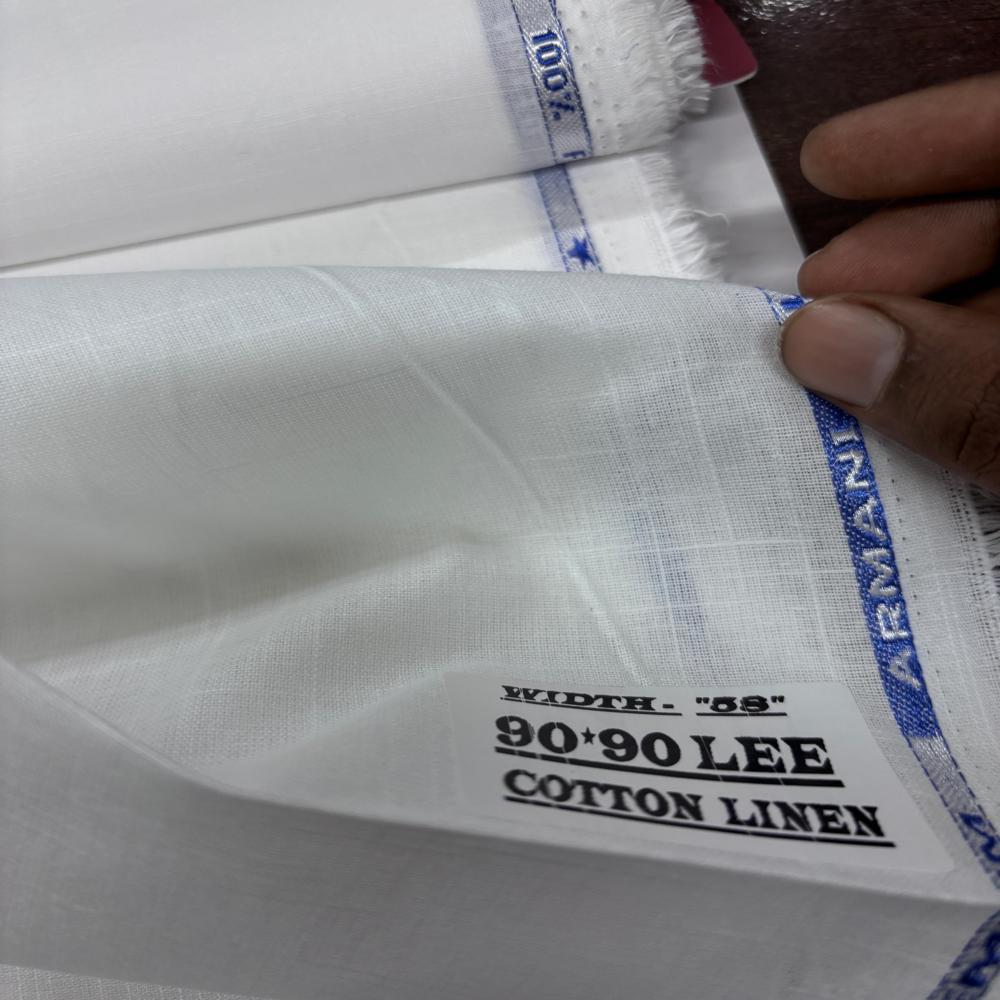 100%
ARMANI
WIDTH- "58"
90*90 LEE
COTTON LINEN